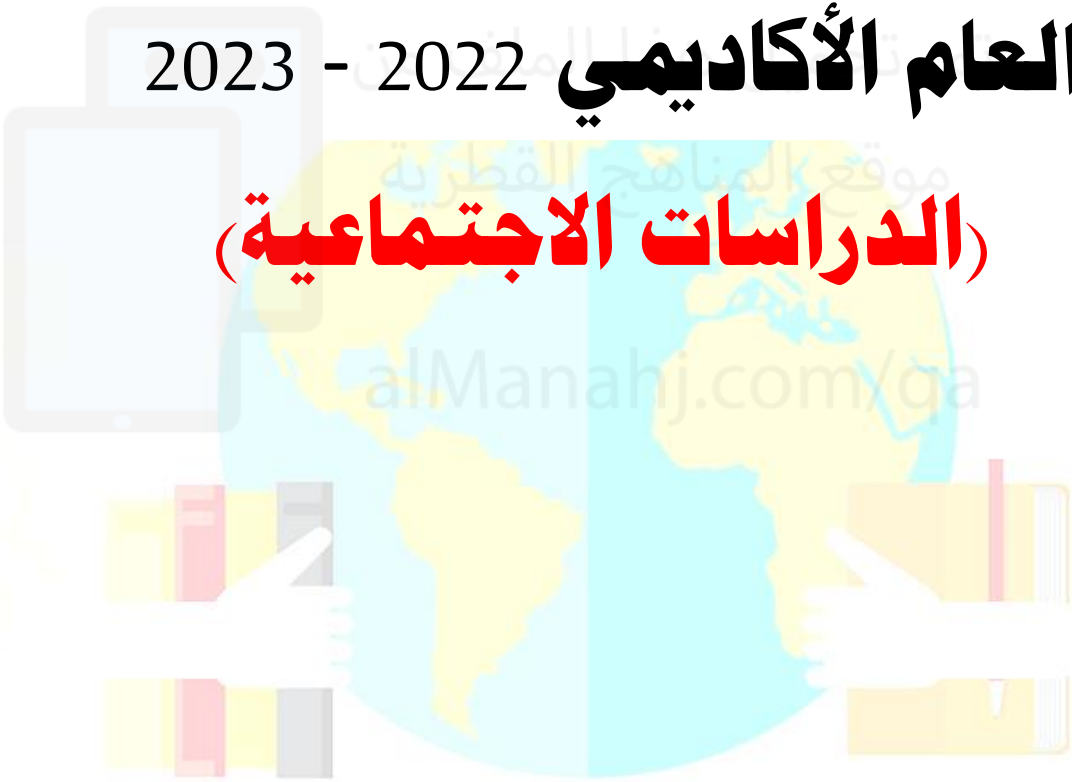 العام الأكاديمي 2022 - 2023
موقع المناهج القطرية
(الدراسات الاجتماعية)
alManahj.com/qa